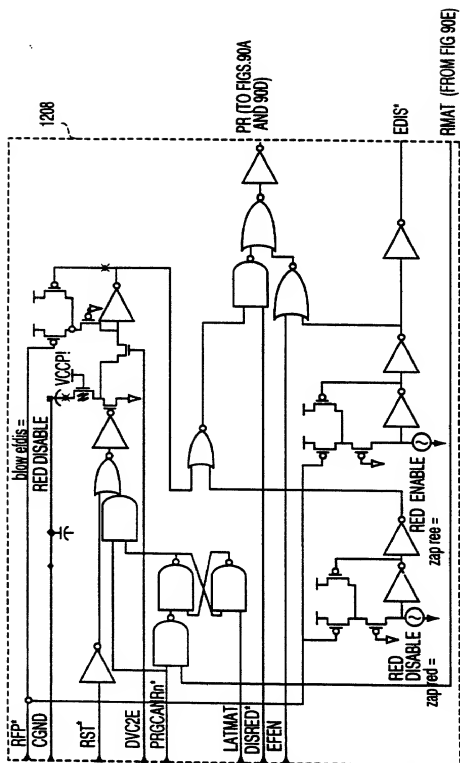 1208
RFP*
CGND
RST*
DVC2E
PRGCANRn*
LATMAT
DISRED*
EFEN
blow efdis =
RED DISABLE
VCCP!
RED
DISABLE
zap red =
RED ENABLE
zap ree =
PR (TO FIGS.90A
AND 90D)
EDIS*
RMAT (FROM FIG 90E)